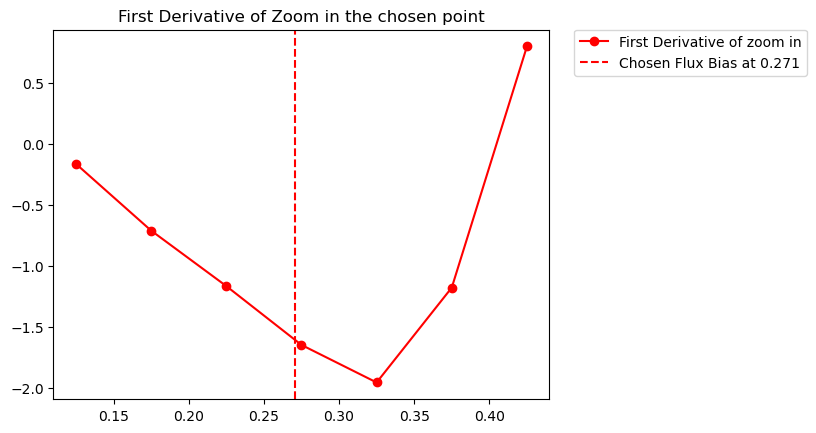 First Derivative of Zoom in the chosen point
First Derivative of zoom in
Chosen Flux Bias at 0.271
0.5
0.0
-0.5
-1.0
-1.5
-2.0
0.15 0.20 0.25 0.30 0.35 0.40